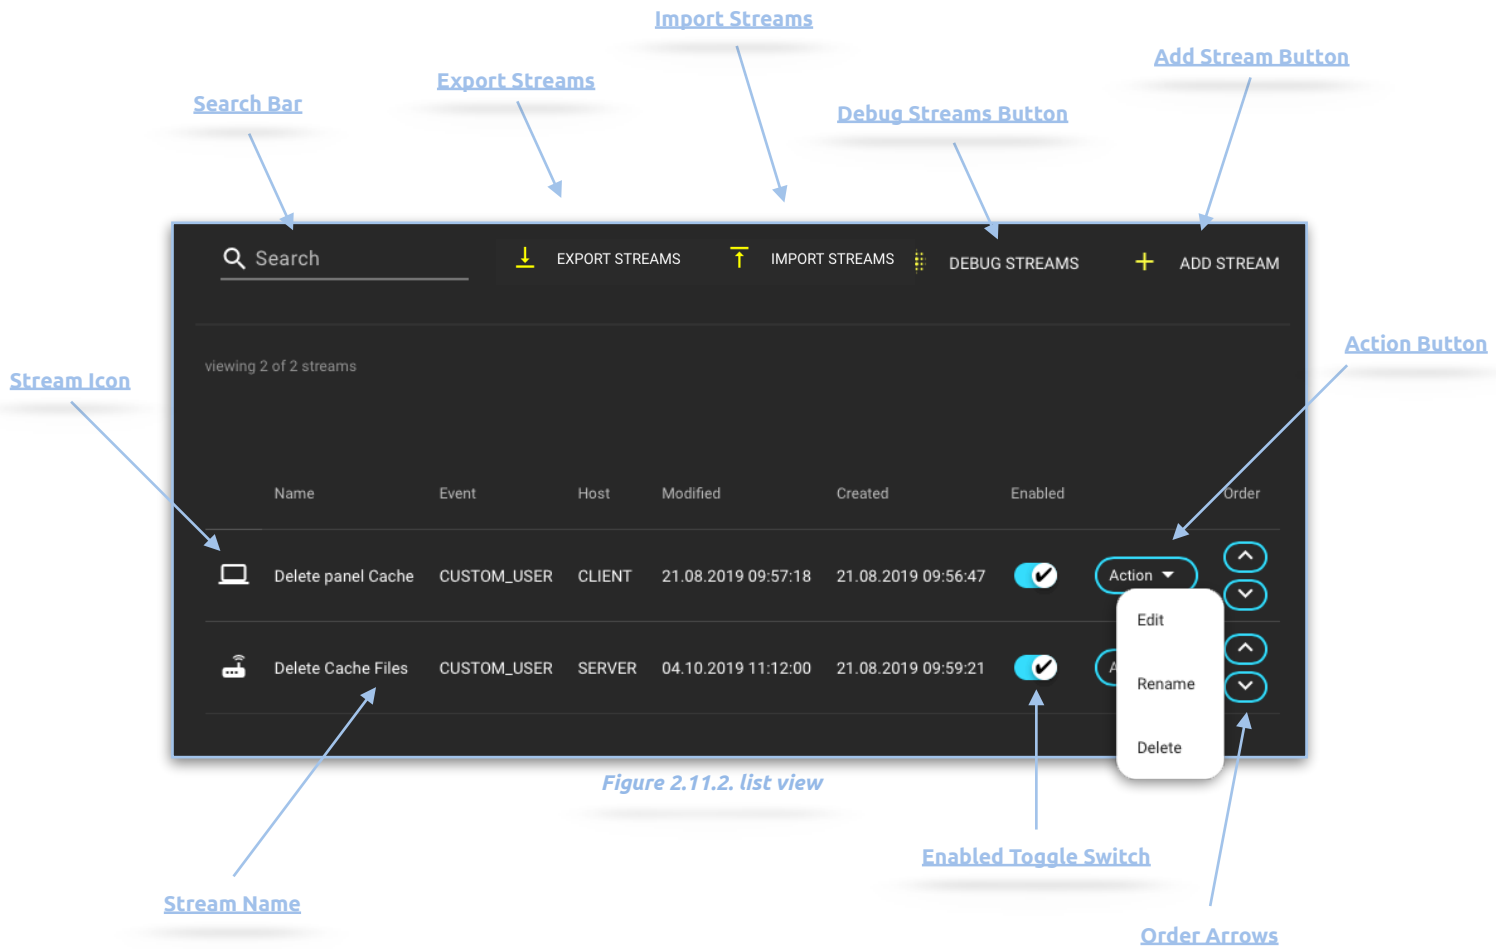 Import Streams
Add Stream Button
Export Streams
Search Bar
Debug Streams Button
Search
EXPORT STREAMS
IMPORT STREAMS
DEBUG STREAMS
ADD STREAM
Action Button
viewing 2 of 2 streams
Stream Icon
Name Event Host Modified Created Enabled Order
Delete panel Cache CUSTOM_USER CLIENT 21.08.2019 09:57:18 21.08.2019 09:56:47 Action
Edit
Delete Cache Files CUSTOM_USER SERVER 04.10.2019 11:12:00 21.08.2019 09:59:21 A
Rename
Delete
Figure 2.11.2. list view
Enabled Toggle Switch
Stream Name
Order Arrows